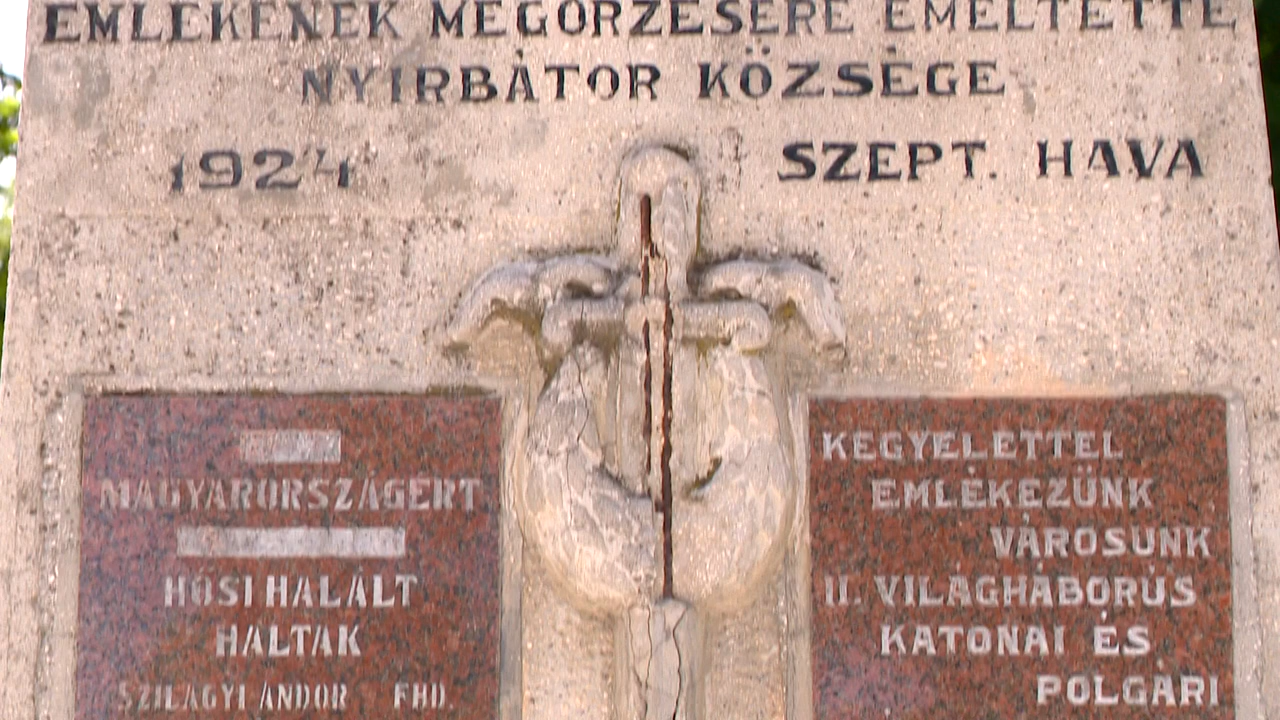 EMLÉKÉNEK MEGŐRZÉSÉRE EMELTETTE
NYIRBÁTOR KÖZSÉGE
1924 SZÉPT. HAVA
MAGYARORSZÁGÉRT
HŐSI HALÁLT
HALTAK
SZILÁGYI ANDOR FHD.
KEGYELETTEL
EMLÉKEZÜNK
VÁROSUNK
II. VILÁGHÁBORÚS
KATONAI ÉS
POLGÁRI